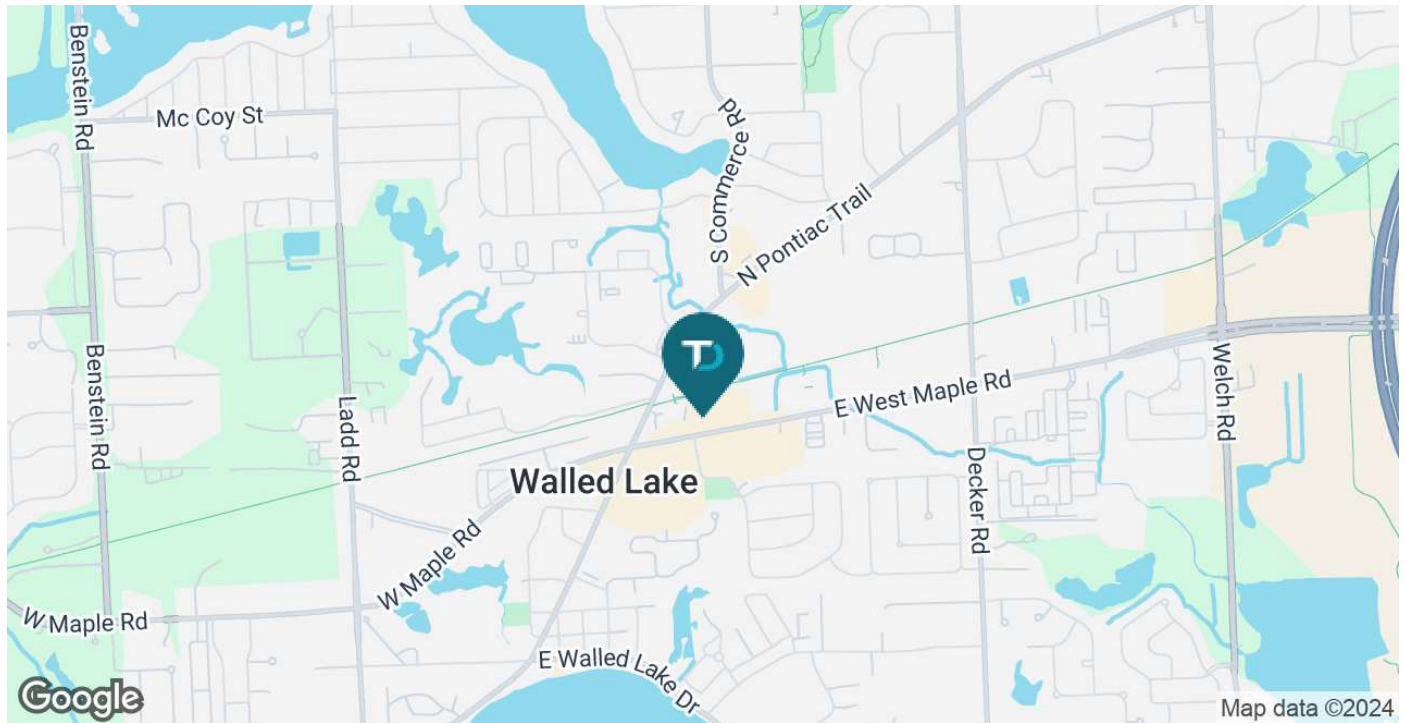 Benstein Rd
Mc Coy St
S Commerce Rd
N Pontiac Trail
TD
E West Maple Rd
Benstein Rd
Ladd Rd
Welch Rd
Walled Lake
Decker Rd
W Maple Rd
W Maple Rd
E Walled Lake Dr
Google
Map data ©2024